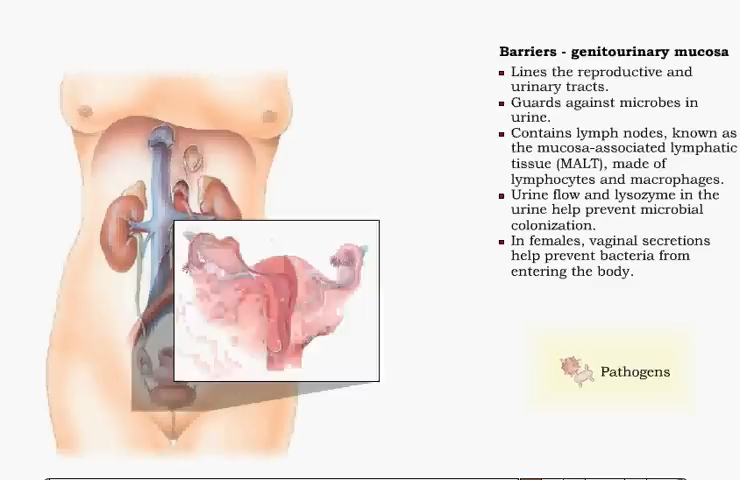 Barriers - genitourinary mucosa
Lines the reproductive and
urinary tracts.
Guards against microbes in
urine.
Contains lymph nodes, known as
the mucosa-associated lymphatic
tissue (MALT), made of
lymphocytes and macrophages.
Urine flow and lysozyme in the
urine help prevent microbial
colonization.
In females, vaginal secretions
help prevent bacteria from
entering the body.
Pathogens